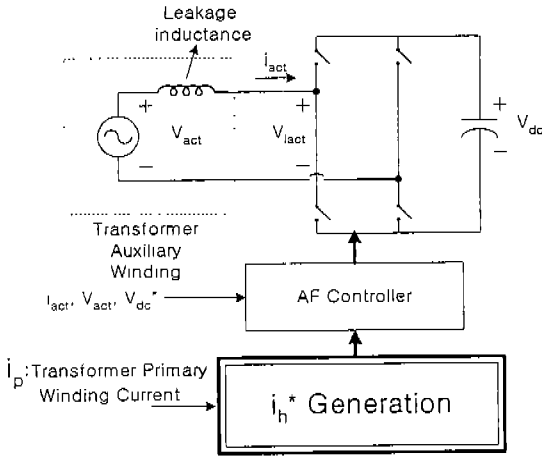 Leakage
inductance
i_act
+ + +
V_act V_Iact V_dc
- - -
Transformer
Auxiliary
Winding
i_act, V_act, V_dc*
AF Controller
i_p:Transformer Primary
Winding Current
i_h* Generation